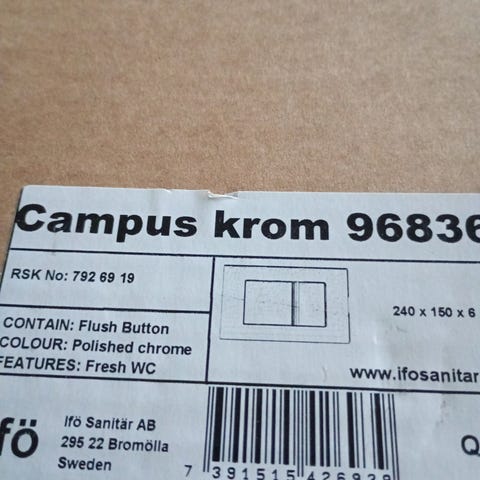 Campus krom 96836
RSK No: 792 69 19
240 x 150 x 6
CONTAIN: Flush Button
COLOUR: Polished chrome
FEATURES: Fresh WC
www.ifosanitar
fö
Ifö Sanitär AB
295 22 Bromölla
Sweden
Q
7 391515 426939